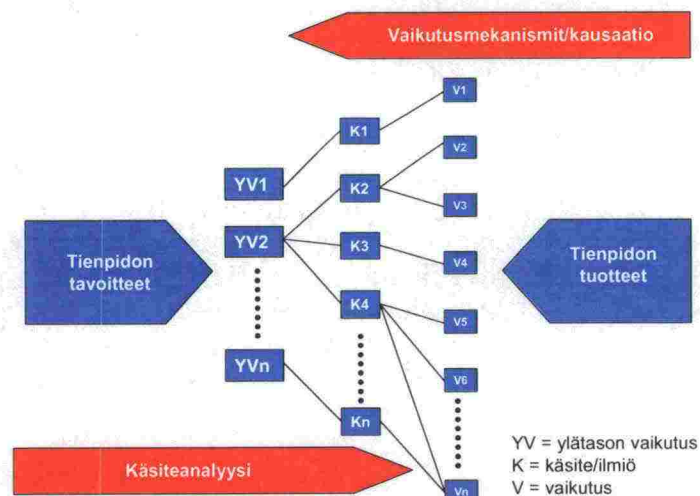 Vaikutusmekanismit/kausaatio
V1
K1
V2
YV1
K2
V3
YV2
K3
V4
Tienpidon
tavoitteet
Tienpidon
tuotteet
K4
V5
YVn
V6
Kn
YV = ylätason vaikutus
K = käsite/ilmiö
V = vaikutus
Käsiteanalyysi
Vn